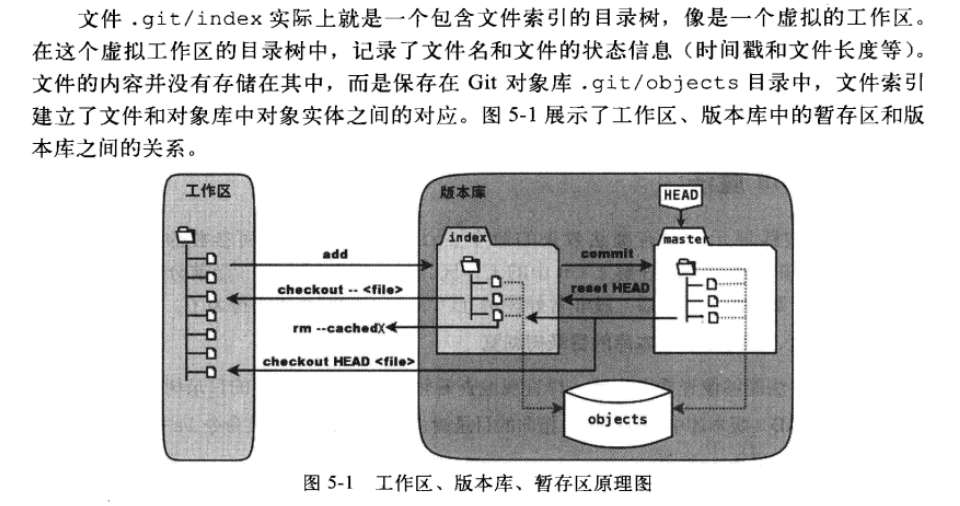 文件 .git/index 实际上就是一个包含文件索引的目录树，像是一个虚拟的工作区。
在这个虚拟工作区的目录树中，记录了文件名和文件的状态信息（时间戳和文件长度等）。
文件的内容并没有存储在其中，而是保存在 Git 对象库 .git/objects 目录中，文件索引
建立了文件和对象库中对象实体之间的对应。图 5-1 展示了工作区、版本库中的暂存区和版
本库之间的关系。
工作区
版本库
HEAD
index
master
add
commit
checkout -- <file>
reset HEAD
rm --cached
checkout HEAD <file>
objects
图 5-1 工作区、版本库、暂存区原理图